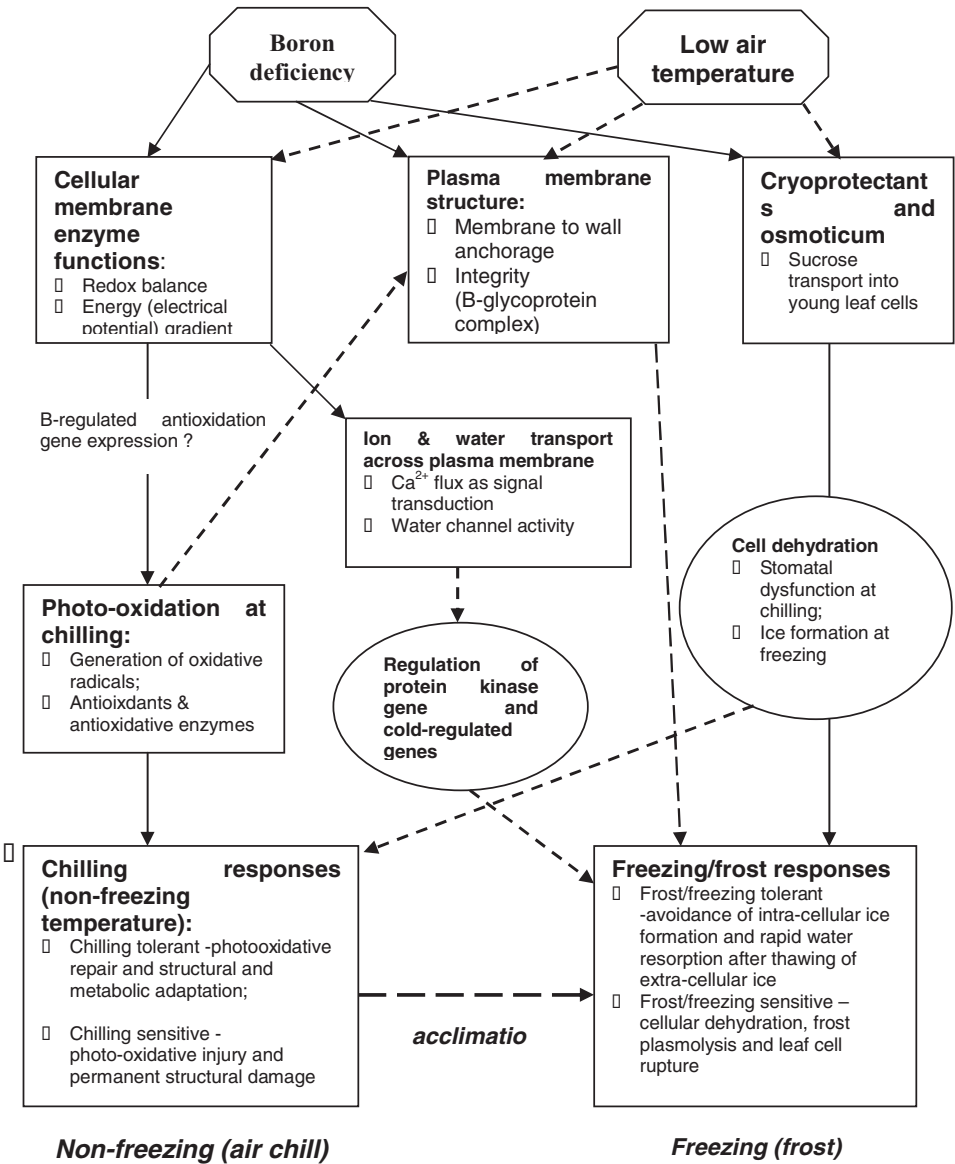 Boron
deficiency
Low air
temperature
Cellular
membrane
enzyme
functions:
▯ Redox balance
▯ Energy (electrical
potential) gradient
Plasma membrane
structure:
▯ Membrane to wall
anchorage
▯ Integrity
(B-glycoprotein
complex)
Cryoprotectant
s and
osmoticum
▯ Sucrose
transport into
young leaf cells
B-regulated antioxidation
gene expression ?
Ion & water transport
across plasma membrane
▯ Ca²⁺ flux as signal
transduction
▯ Water channel activity
Cell dehydration
▯ Stomatal
dysfunction at
chilling;
▯ Ice formation at
freezing
Photo-oxidation at
chilling:
▯ Generation of oxidative
radicals;
▯ Antioixdants &
antioxidative enzymes
Regulation of
protein kinase
gene and
cold-regulated
genes
▯
Chilling responses
(non-freezing
temperature):
▯ Chilling tolerant -photooxidative
repair and structural and
metabolic adaptation;
▯ Chilling sensitive -
photo-oxidative injury and
permanent structural damage
acclimatio
Freezing/frost responses
▯ Frost/freezing tolerant
-avoidance of intra-cellular ice
formation and rapid water
resorption after thawing of
extra-cellular ice
▯ Frost/freezing sensitive –
cellular dehydration, frost
plasmolysis and leaf cell
rupture
Non-freezing (air chill)
Freezing (frost)